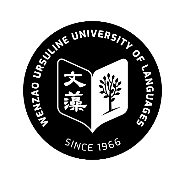 WENZAO URSULINE UNIVERSITY OF LANGUAGES
文
藻
SINCE 1966